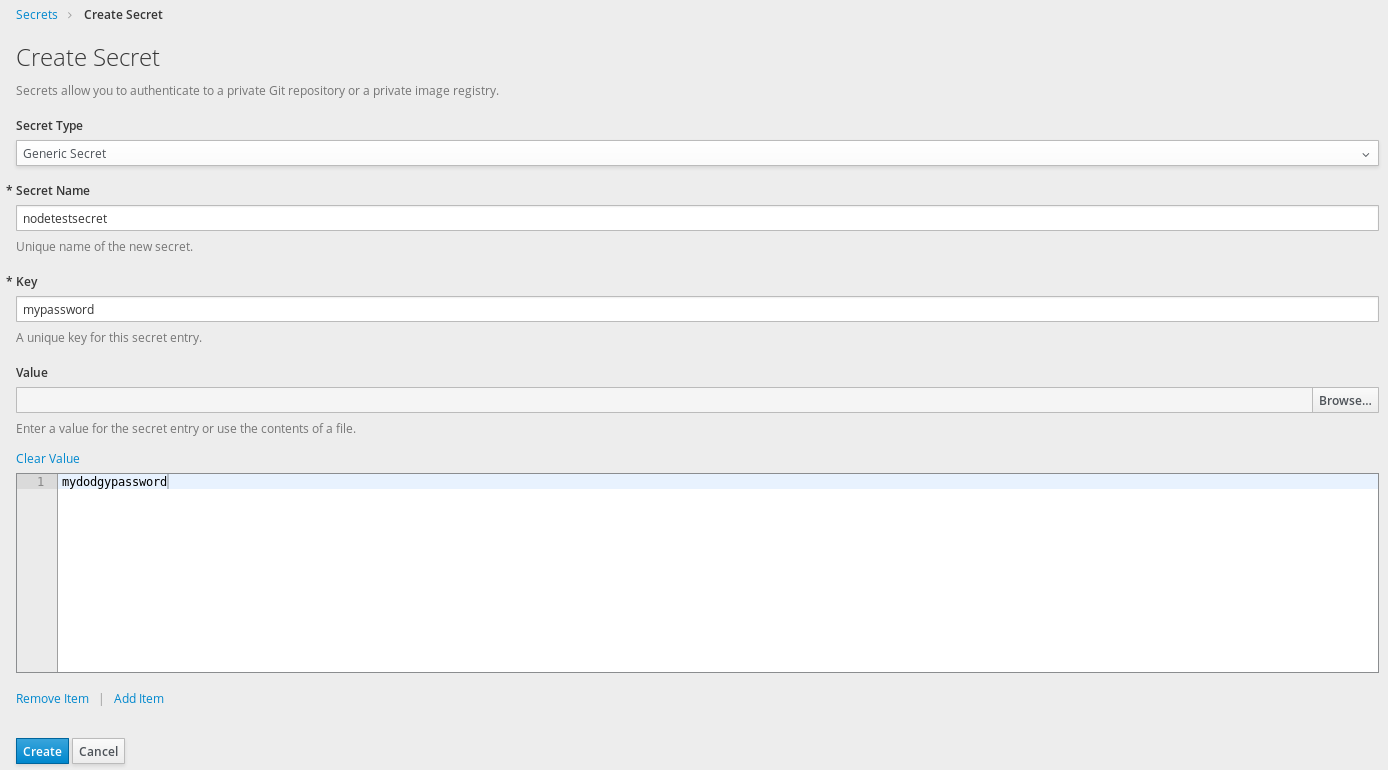 Secrets › Create Secret
Create Secret
Secrets allow you to authenticate to a private Git repository or a private image registry.
Secret Type
Generic Secret
* Secret Name
nodetestsecret
Unique name of the new secret.
* Key
mypassword
A unique key for this secret entry.
Value
Browse...
Enter a value for the secret entry or use the contents of a file.
Clear Value
1 mydodgypassword
Remove Item | Add Item
Create Cancel